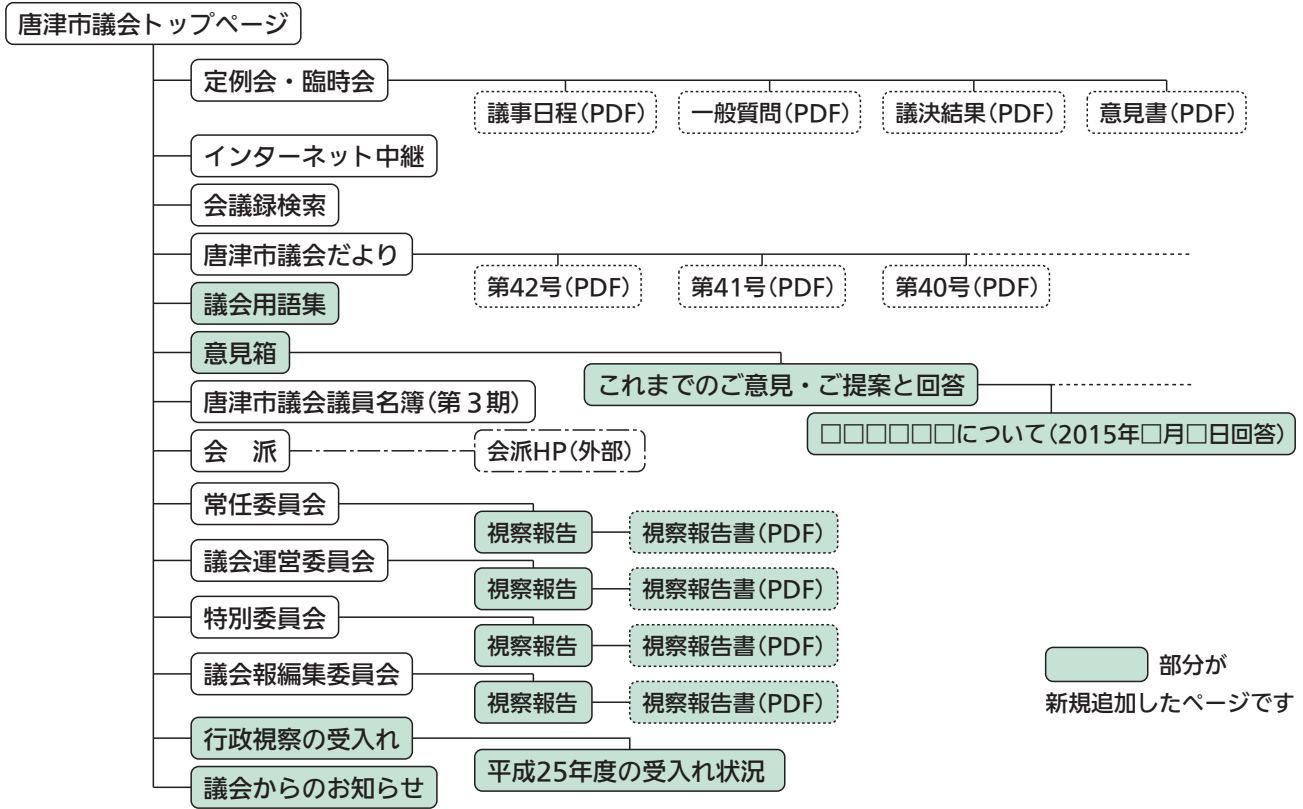 唐津市議会トップページ
定例会・臨時会
議事日程（PDF）
一般質問（PDF）
議決結果（PDF）
意見書（PDF）
インターネット中継
会議録検索
唐津市議会だより
第42号（PDF）
第41号（PDF）
第40号（PDF）
議会用語集
意見箱
これまでのご意見・ご提案と回答
□□□□□□について（2015年□月□日回答）
唐津市議会議員名簿（第３期）
会　派
会派HP（外部）
常任委員会
視察報告
視察報告書（PDF）
議会運営委員会
視察報告
視察報告書（PDF）
特別委員会
視察報告
視察報告書（PDF）
議会報編集委員会
視察報告
視察報告書（PDF）
行政視察の受入れ
平成25年度の受入れ状況
議会からのお知らせ
部分が
新規追加したページです